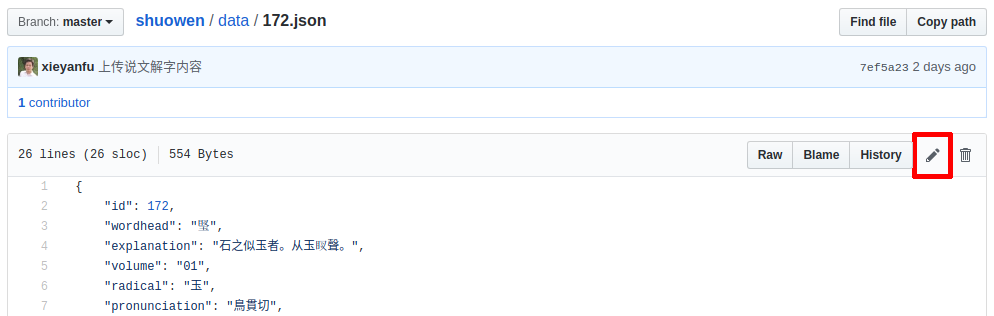 Branch: master shuowen / data / 172.json Find file Copy path
xieyanfu 上传说文解字内容 7ef5a23 2 days ago
1 contributor
26 lines (26 sloc) 554 Bytes Raw Blame History
1 {
2 "id": 172,
3 "wordhead": "",
4 "explanation": "石之似玉者。从玉聲。",
5 "volume": "01",
6 "radical": "玉",
7 "pronunciation": "烏貫切",